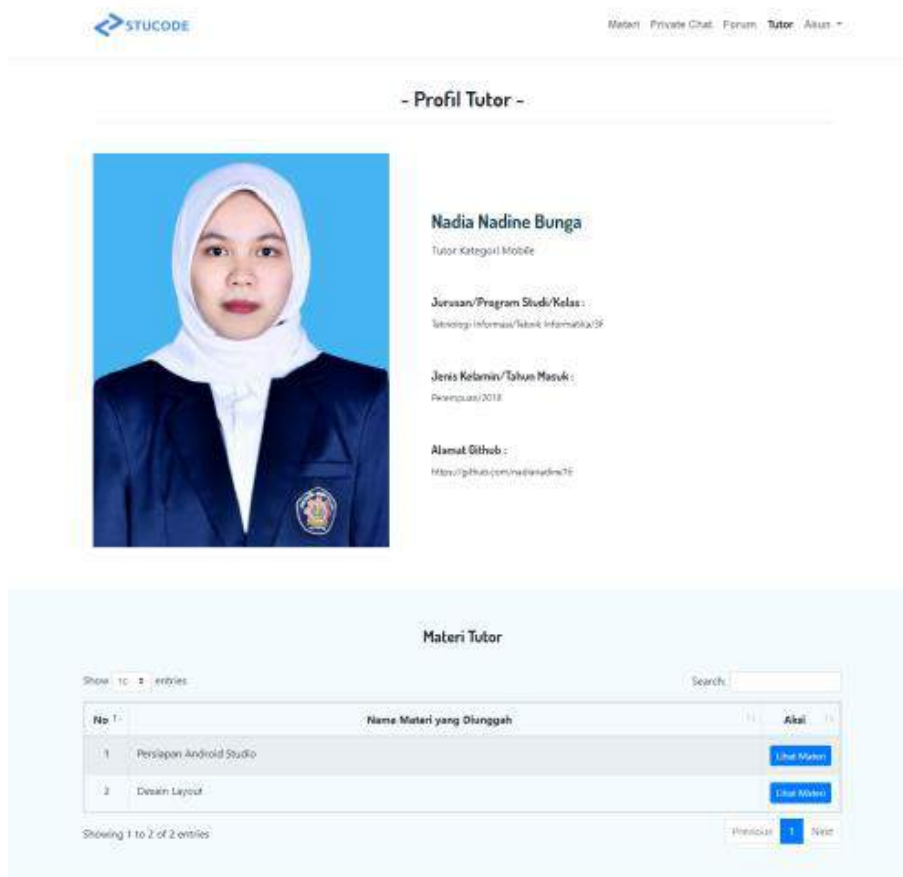 STUCODE
Materi Private Chat Forum Tutor Akun
- Profil Tutor -
Nadia Nadine Bunga
Tutor Kategori Mobile
Jurusan/Program Studi/Kelas :
Teknologi Informasi/Teknik Informatika/3F
Jenis Kelamin/Tahun Masuk :
Perempuan/2018
Alamat Github :
Materi Tutor
Show 10 entries
Search:
No Nama Materi yang Diunggah Aksi
1 Persiapan Android Studio Lihat Materi
2 Desain Layout Lihat Materi
Showing 1 to 2 of 2 entries
Previous 1 Next